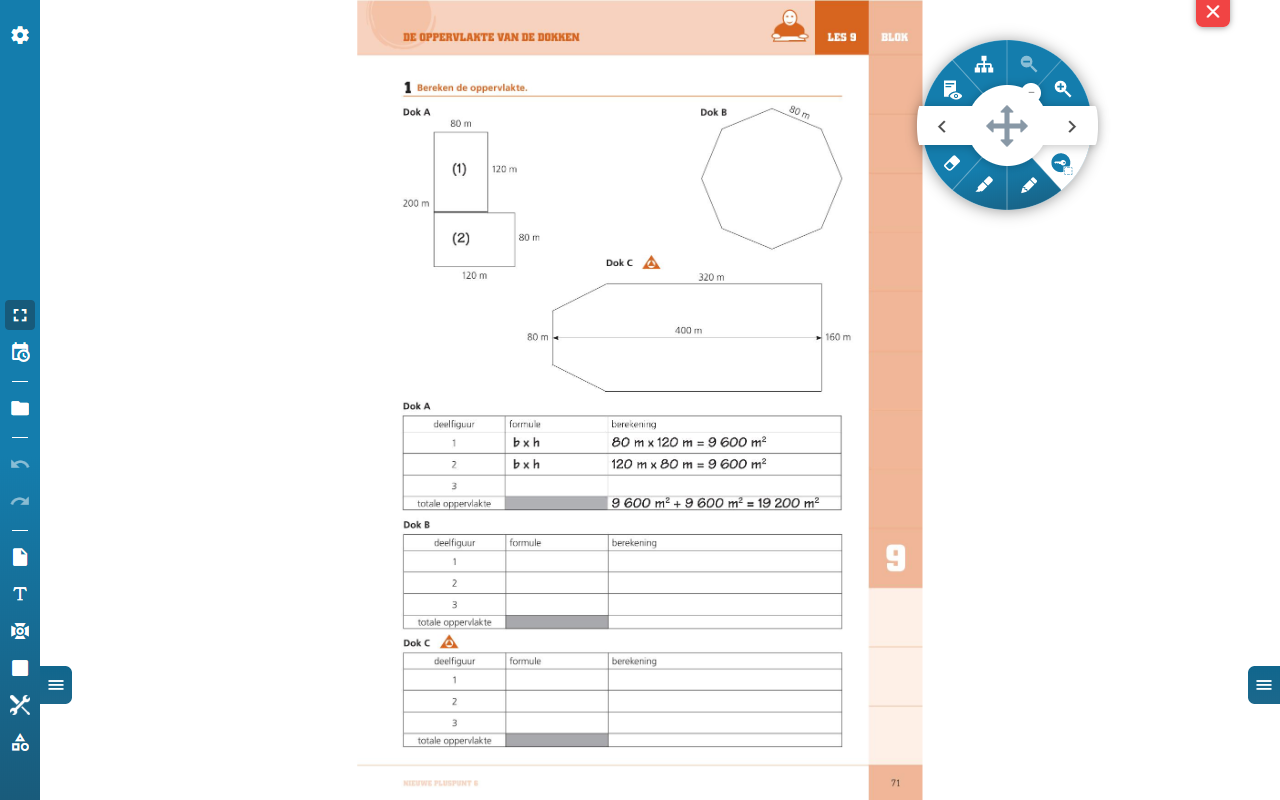 DE OPPERVLAKTE VAN DE DOKKEN
LES 9
BLOK
1 Bereken de oppervlakte.
Dok A
80 m
(1)
120 m
200 m
(2)
80 m
120 m
Dok B
80 m
Dok C
320 m
80 m
400 m
160 m
Dok A
deelfiguur formule berekening
1 b x h 80 m x 120 m = 9 600 m²
2 b x h 120 m x 80 m = 9 600 m²
3
totale oppervlakte 9 600 m² + 9 600 m² = 19 200 m²
Dok B
deelfiguur formule berekening
1
2
3
totale oppervlakte
9
Dok C
deelfiguur formule berekening
1
2
3
totale oppervlakte
NIEUWE PLUSPUNT 6
71